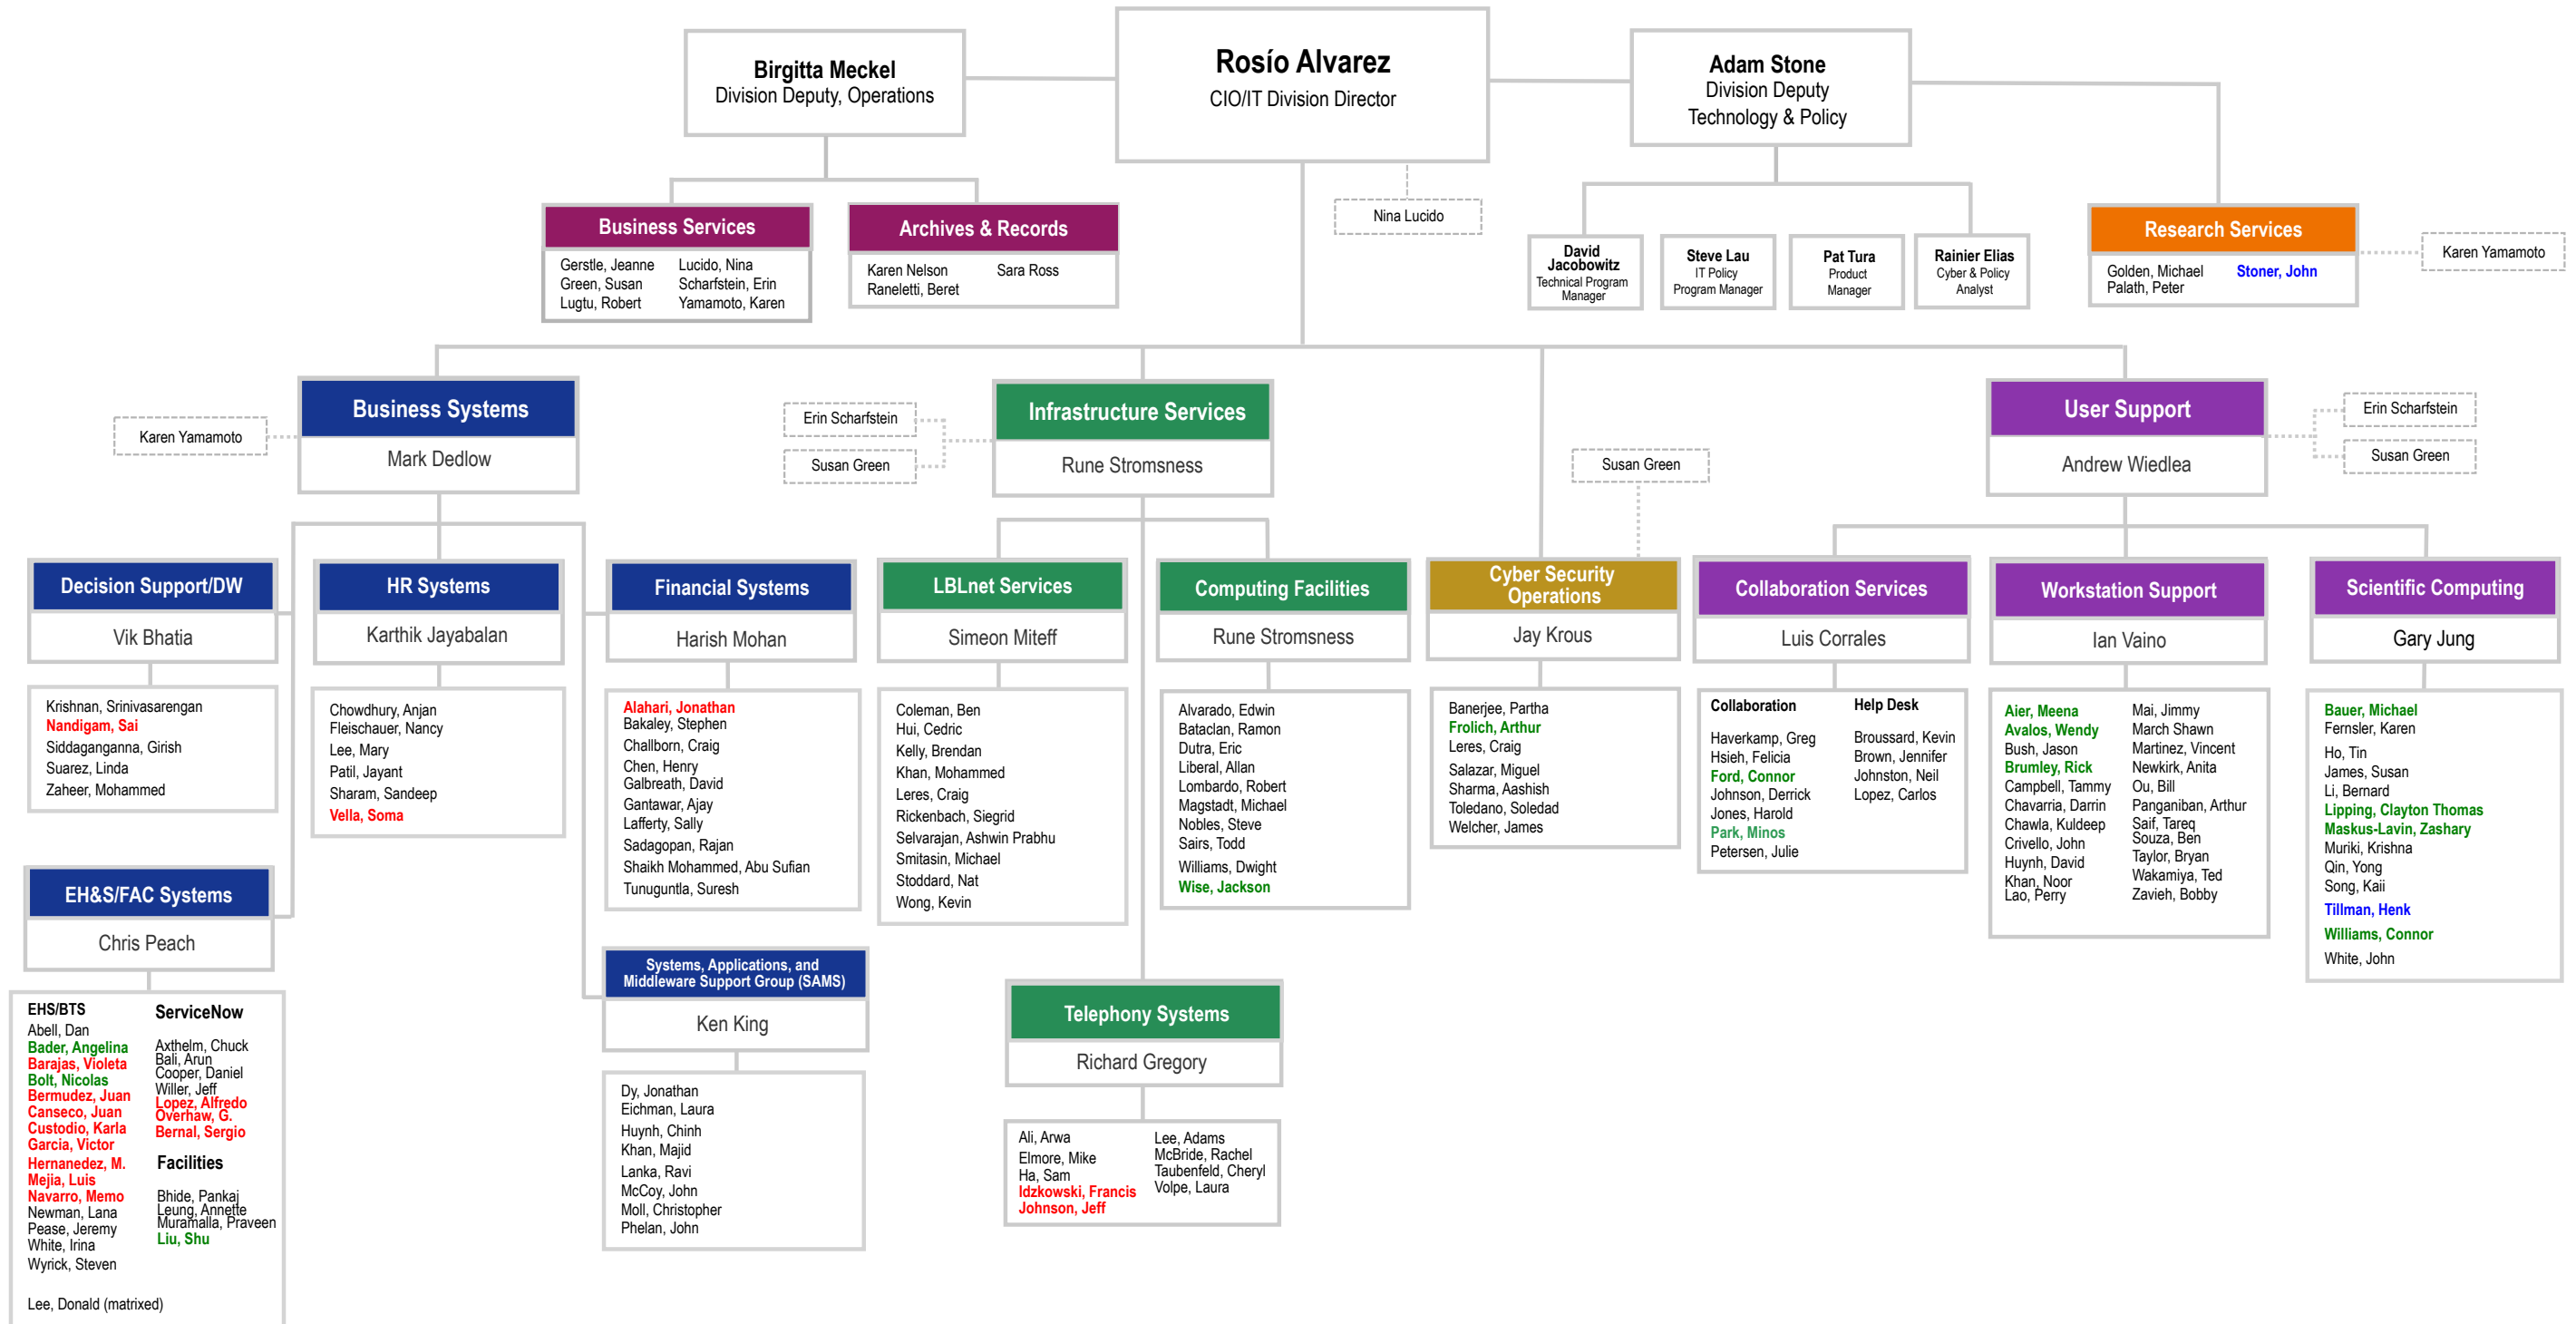 Birgitta Meckel
Division Deputy, Operations
Rosío Alvarez
CIO/IT Division Director
Adam Stone
Division Deputy
Technology & Policy
Nina Lucido
Business Services
Gerstle, Jeanne
Green, Susan
Lugtu, Robert
Lucido, Nina
Scharfstein, Erin
Yamamoto, Karen
Archives & Records
Karen Nelson
Raneletti, Beret
Sara Ross
David
Jacobowitz
Technical Program
Manager
Steve Lau
IT Policy
Program Manager
Pat Tura
Product
Manager
Rainier Elias
Cyber & Policy
Analyst
Research Services
Golden, Michael
Palath, Peter
Stoner, John
Karen Yamamoto
Karen Yamamoto
Business Systems
Mark Dedlow
Erin Scharfstein
Susan Green
Infrastructure Services
Rune Stromsness
Susan Green
User Support
Andrew Wiedlea
Erin Scharfstein
Susan Green
Decision Support/DW
Vik Bhatia
Krishnan, Srinivasarengan
Nandigam, Sai
Siddaganganna, Girish
Suarez, Linda
Zaheer, Mohammed
HR Systems
Karthik Jayabalan
Chowdhury, Anjan
Fleischauer, Nancy
Lee, Mary
Patil, Jayant
Sharam, Sandeep
Vella, Soma
Financial Systems
Harish Mohan
Alahari, Jonathan
Bakaley, Stephen
Challborn, Craig
Chen, Henry
Galbreath, David
Gantawar, Ajay
Lafferty, Sally
Sadagopan, Rajan
Shaikh Mohammed, Abu Sufian
Tunuguntla, Suresh
LBLnet Services
Simeon Miteff
Coleman, Ben
Hui, Cedric
Kelly, Brendan
Khan, Mohammed
Leres, Craig
Rickenbach, Siegrid
Selvarajan, Ashwin Prabhu
Smitasin, Michael
Stoddard, Nat
Wong, Kevin
Computing Facilities
Rune Stromsness
Alvarado, Edwin
Bataclan, Ramon
Dutra, Eric
Liberal, Allan
Lombardo, Robert
Magstadt, Michael
Nobles, Steve
Sairs, Todd
Williams, Dwight
Wise, Jackson
Cyber Security
Operations
Jay Krous
Banerjee, Partha
Frolich, Arthur
Leres, Craig
Salazar, Miguel
Sharma, Aashish
Toledano, Soledad
Welcher, James
Collaboration Services
Luis Corrales
Collaboration
Haverkamp, Greg
Hsieh, Felicia
Ford, Connor
Johnson, Derrick
Jones, Harold
Park, Minos
Petersen, Julie
Help Desk
Broussard, Kevin
Brown, Jennifer
Johnston, Neil
Lopez, Carlos
Workstation Support
Ian Vaino
Aier, Meena
Avalos, Wendy
Bush, Jason
Brumley, Rick
Campbell, Tammy
Chavarria, Darrin
Chawla, Kuldeep
Crivello, John
Huynh, David
Khan, Noor
Lao, Perry
Mai, Jimmy
March Shawn
Martinez, Vincent
Newkirk, Anita
Ou, Bill
Panganiban, Arthur
Saif, Tareq
Souza, Ben
Taylor, Bryan
Wakamiya, Ted
Zavieh, Bobby
Scientific Computing
Gary Jung
Bauer, Michael
Fernsler, Karen
Ho, Tin
James, Susan
Li, Bernard
Lipping, Clayton Thomas
Maskus-Lavin, Zashary
Muriki, Krishna
Qin, Yong
Song, Kaii
Tillman, Henk
Williams, Connor
White, John
EH&S/FAC Systems
Chris Peach
EHS/BTS
Abell, Dan
Bader, Angelina
Barajas, Violeta
Bolt, Nicolas
Bermudez, Juan
Canseco, Juan
Custodio, Karla
Garcia, Victor
Hernanedez, M.
Mejia, Luis
Navarro, Memo
Newman, Lana
Pease, Jeremy
White, Irina
Wyrick, Steven
Lee, Donald (matrixed)
ServiceNow
Axthelm, Chuck
Bali, Arun
Cooper, Daniel
Willer, Jeff
Lopez, Alfredo
Overhaw, G.
Bernal, Sergio
Facilities
Bhide, Pankaj
Leung, Annette
Muramalla, Praveen
Liu, Shu
Systems, Applications, and
Middleware Support Group (SAMS)
Ken King
Dy, Jonathan
Eichman, Laura
Huynh, Chinh
Khan, Majid
Lanka, Ravi
McCoy, John
Moll, Christopher
Phelan, John
Telephony Systems
Richard Gregory
Ali, Arwa
Elmore, Mike
Ha, Sam
Idzkowski, Francis
Johnson, Jeff
Lee, Adams
McBride, Rachel
Taubenfeld, Cheryl
Volpe, Laura